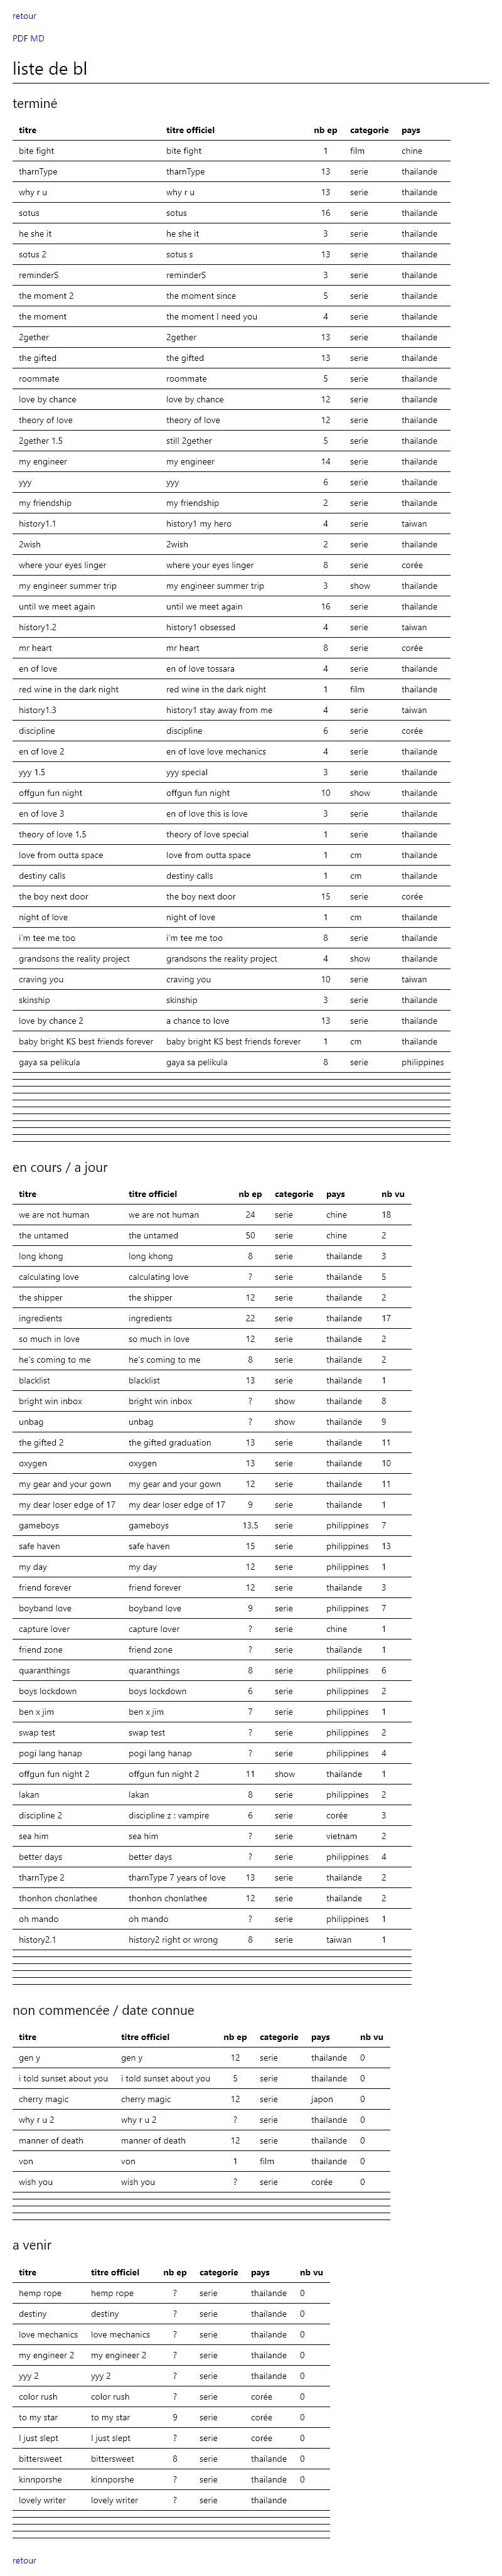 retour
PDF MD
liste de bl
terminé
titre titre officiel nb ep categorie pays
bite fight bite fight 1 film chine
tharnType tharnType 13 serie thailande
why r u why r u 13 serie thailande
sotus sotus 16 serie thailande
he she it he she it 3 serie thailande
sotus 2 sotus s 13 serie thailande
reminderS reminderS 3 serie thailande
the moment 2 the moment since 5 serie thailande
the moment the moment I need you 4 serie thailande
2gether 2gether 13 serie thailande
the gifted the gifted 13 serie thailande
roommate roommate 5 serie thailande
love by chance love by chance 12 serie thailande
theory of love theory of love 12 serie thailande
2gether 1.5 still 2gether 5 serie thailande
my engineer my engineer 14 serie thailande
yyy yyy 6 serie thailande
my friendship my friendship 2 serie thailande
history1.1 history1 my hero 4 serie taiwan
2wish 2wish 2 serie thailande
where your eyes linger where your eyes linger 8 serie corée
my engineer summer trip my engineer summer trip 3 show thailande
until we meet again until we meet again 16 serie thailande
history1.2 history1 obsessed 4 serie taiwan
mr heart mr heart 8 serie corée
en of love en of love tossara 4 serie thailande
red wine in the dark night red wine in the dark night 1 film thailande
history1.3 history1 stay away from me 4 serie taiwan
discipline discipline 6 serie corée
en of love 2 en of love love mechanics 4 serie thailande
yyy 1.5 yyy special 3 serie thailande
offgun fun night offgun fun night 10 show thailande
en of love 3 en of love this is love 3 serie thailande
theory of love 1.5 theory of love special 1 serie thailande
love from outta space love from outta space 1 cm thailande
destiny calls destiny calls 1 cm thailande
the boy next door the boy next door 15 serie corée
night of love night of love 1 cm thailande
i'm tee me too i'm tee me too 8 serie thailande
grandsons the reality project grandsons the reality project 4 show thailande
craving you craving you 10 serie taiwan
skinship skinship 3 serie thailande
love by chance 2 a chance to love 13 serie thailande
baby bright KS best friends forever baby bright KS best friends forever 1 cm thailande
gaya sa pelikula gaya sa pelikula 8 serie philippines
en cours / a jour
titre titre officiel nb ep categorie pays nb vu
we are not human we are not human 24 serie chine 18
the untamed the untamed 50 serie chine 2
long khong long khong 8 serie thailande 3
calculating love calculating love ? serie thailande 5
the shipper the shipper 12 serie thailande 2
ingredients ingredients 22 serie thailande 17
so much in love so much in love 12 serie thailande 2
he's coming to me he's coming to me 8 serie thailande 2
blacklist blacklist 13 serie thailande 1
bright win inbox bright win inbox ? show thailande 8
unbag unbag ? show thailande 9
the gifted 2 the gifted graduation 13 serie thailande 11
oxygen oxygen 13 serie thailande 10
my gear and your gown my gear and your gown 12 serie thailande 11
my dear loser edge of 17 my dear loser edge of 17 9 serie thailande 1
gameboys gameboys 13,5 serie philippines 7
safe haven safe haven 15 serie philippines 13
my day my day 12 serie philippines 1
friend forever friend forever 12 serie thailande 3
boyband love boyband love 9 serie philippines 7
capture lover capture lover ? serie chine 1
friend zone friend zone ? serie thailande 1
quaranthings quaranthings 8 serie philippines 6
boys lockdown boys lockdown 6 serie philippines 2
ben x jim ben x jim 7 serie philippines 1
swap test swap test ? serie philippines 2
pogi lang hanap pogi lang hanap ? serie philippines 4
offgun fun night 2 offgun fun night 2 11 show thailande 1
lakan lakan 8 serie philippines 2
discipline 2 discipline z : vampire 6 serie corée 3
sea him sea him ? serie vietnam 2
better days better days ? serie philippines 4
tharnType 2 tharnType 7 years of love 13 serie thailande 2
thonhon chonlathee thonhon chonlathee 12 serie thailande 2
oh mando oh mando ? serie philippines 1
history2.1 history2 right or wrong 8 serie taiwan 1
non commencée / date connue
titre titre officiel nb ep categorie pays nb vu
gen y gen y 12 serie thailande 0
i told sunset about you i told sunset about you 5 serie thailande 0
cherry magic cherry magic 12 serie japon 0
why r u 2 why r u 2 ? serie thailande 0
manner of death manner of death 12 serie thailande 0
von von 1 film thailande 0
wish you wish you ? serie corée 0
a venir
titre titre officiel nb ep categorie pays nb vu
hemp rope hemp rope ? serie thailande 0
destiny destiny ? serie thailande 0
love mechanics love mechanics ? serie thailande 0
my engineer 2 my engineer 2 ? serie thailande 0
yyy 2 yyy 2 ? serie thailande 0
color rush color rush ? serie corée 0
to my star to my star 9 serie corée 0
I just slept I just slept ? serie corée 0
bittersweet bittersweet 8 serie thailande 0
kinnporshe kinnporshe ? serie thailande 0
lovely writer lovely writer ? serie thailande
retour